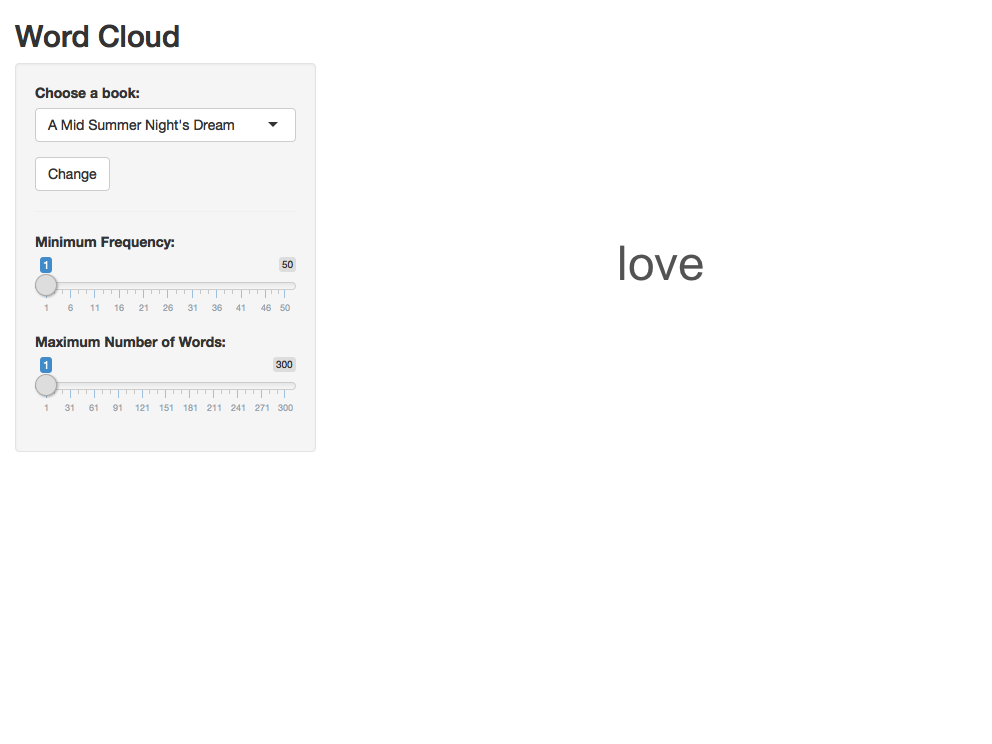 Word Cloud
Choose a book:
A Mid Summer Night's Dream
Change
Minimum Frequency:
1 50
1 6 11 16 21 26 31 36 41 46 50
Maximum Number of Words:
1 300
1 31 61 91 121 151 181 211 241 271 300
love